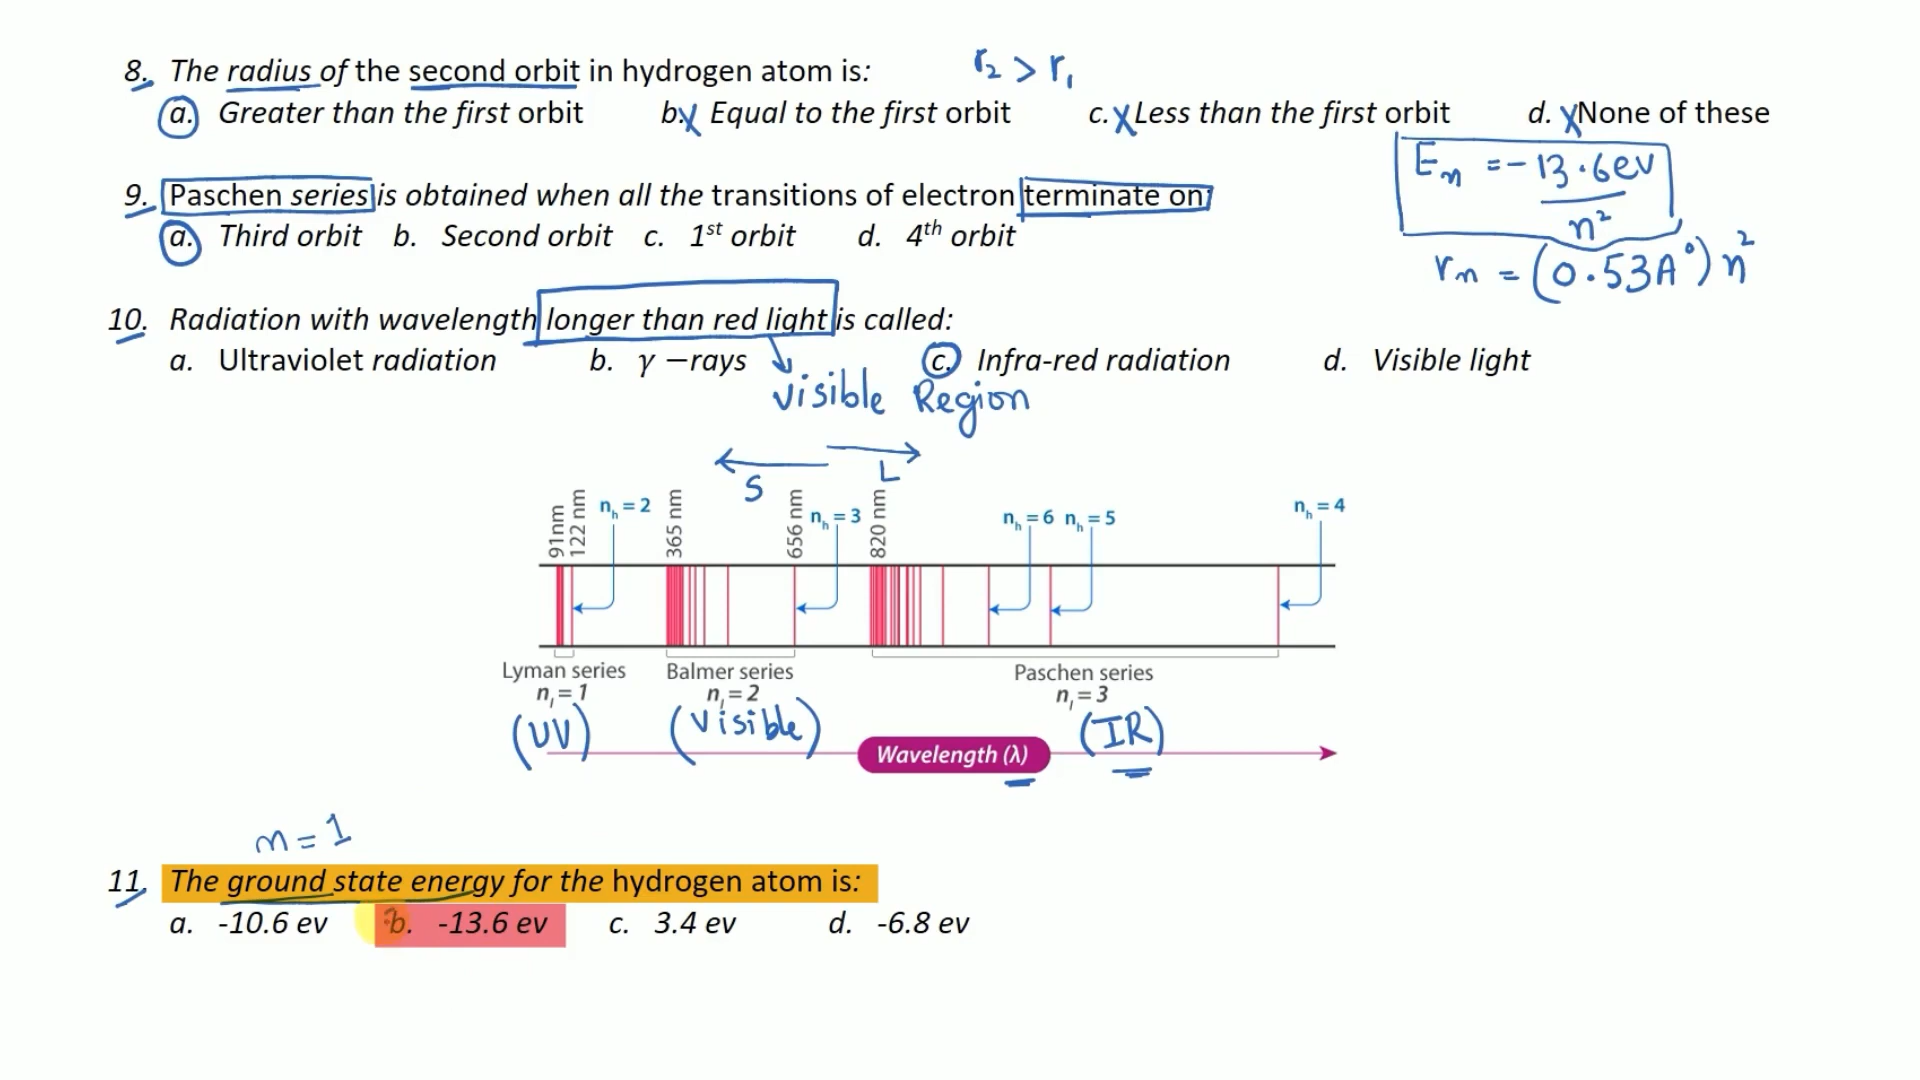 8. The radius of the second orbit in hydrogen atom is: r₂ > r₁
a. Greater than the first orbit b. X Equal to the first orbit c. X Less than the first orbit d. X None of these
Eₙ = -13.6ev / n²
9. Paschen series is obtained when all the transitions of electron terminate on:
a. Third orbit b. Second orbit c. 1ˢᵗ orbit d. 4ᵗʰ orbit
rₙ = (0.53A°) n²
10. Radiation with wavelength longer than red light is called:
a. Ultraviolet radiation b. γ −rays c. Infra-red radiation d. Visible light
Visible Region
S L
91nm 122 nm nₕ = 2 365 nm 656 nm nₕ = 3 820 nm nₕ = 6 nₕ = 5 nₕ = 4
Lyman series Balmer series Paschen series
nₗ = 1 nₗ = 2 nₗ = 3
(UV) (Visible) (IR)
Wavelength (λ)
n = 1
11. The ground state energy for the hydrogen atom is:
a. -10.6 ev b. -13.6 ev c. 3.4 ev d. -6.8 ev